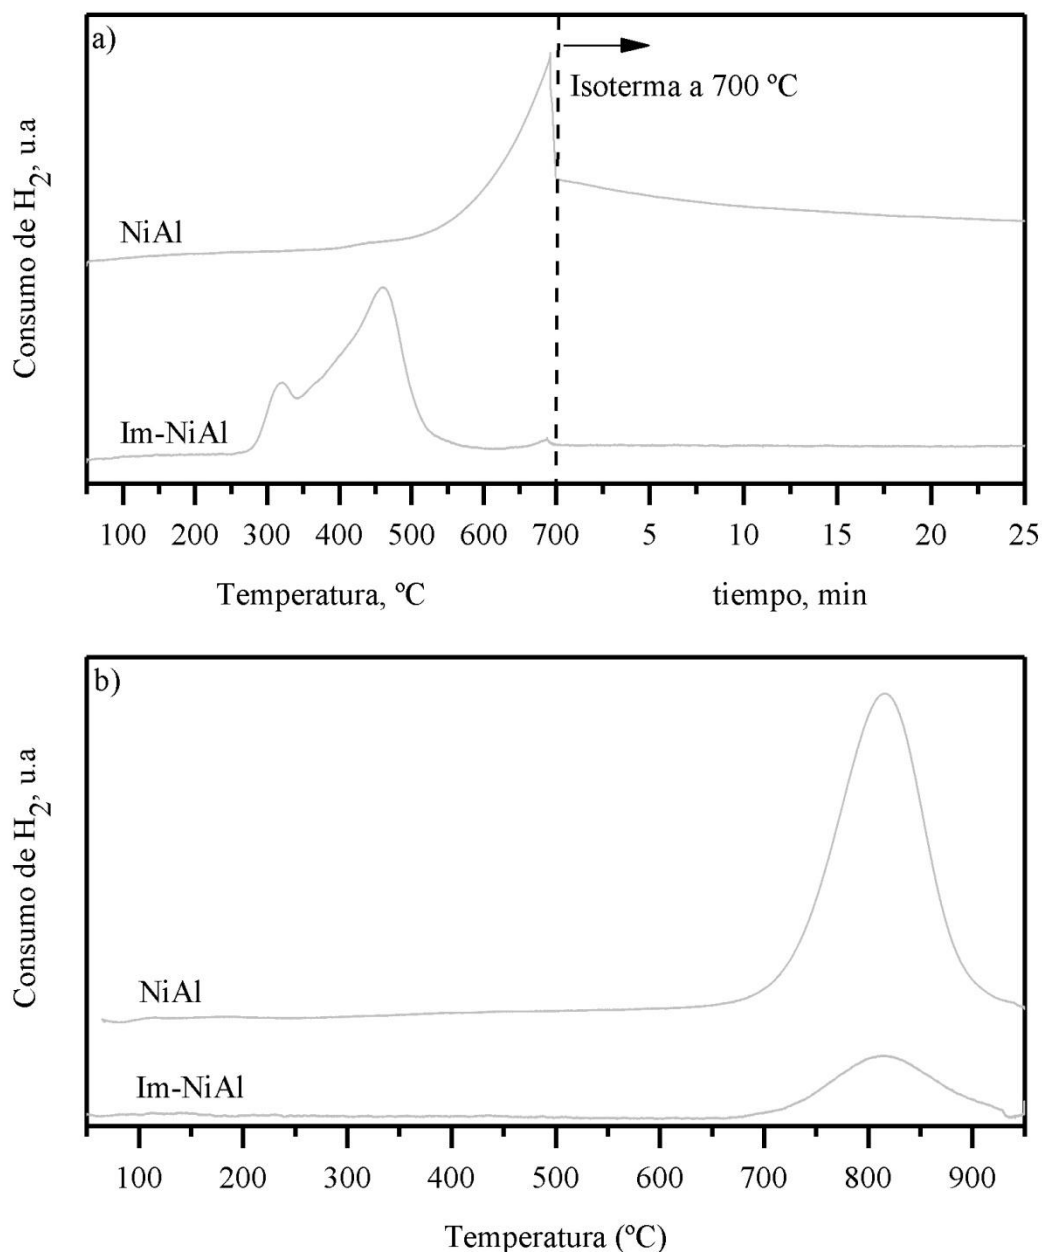 a)
Isoterma a 700 ºC
Consumo de H2, u.a
NiAl
Im-NiAl
100 200 300 400 500 600 700 5 10 15 20 25
Temperatura, ºC tiempo, min
b)
Consumo de H2, u.a
NiAl
Im-NiAl
100 200 300 400 500 600 700 800 900
Temperatura (ºC)